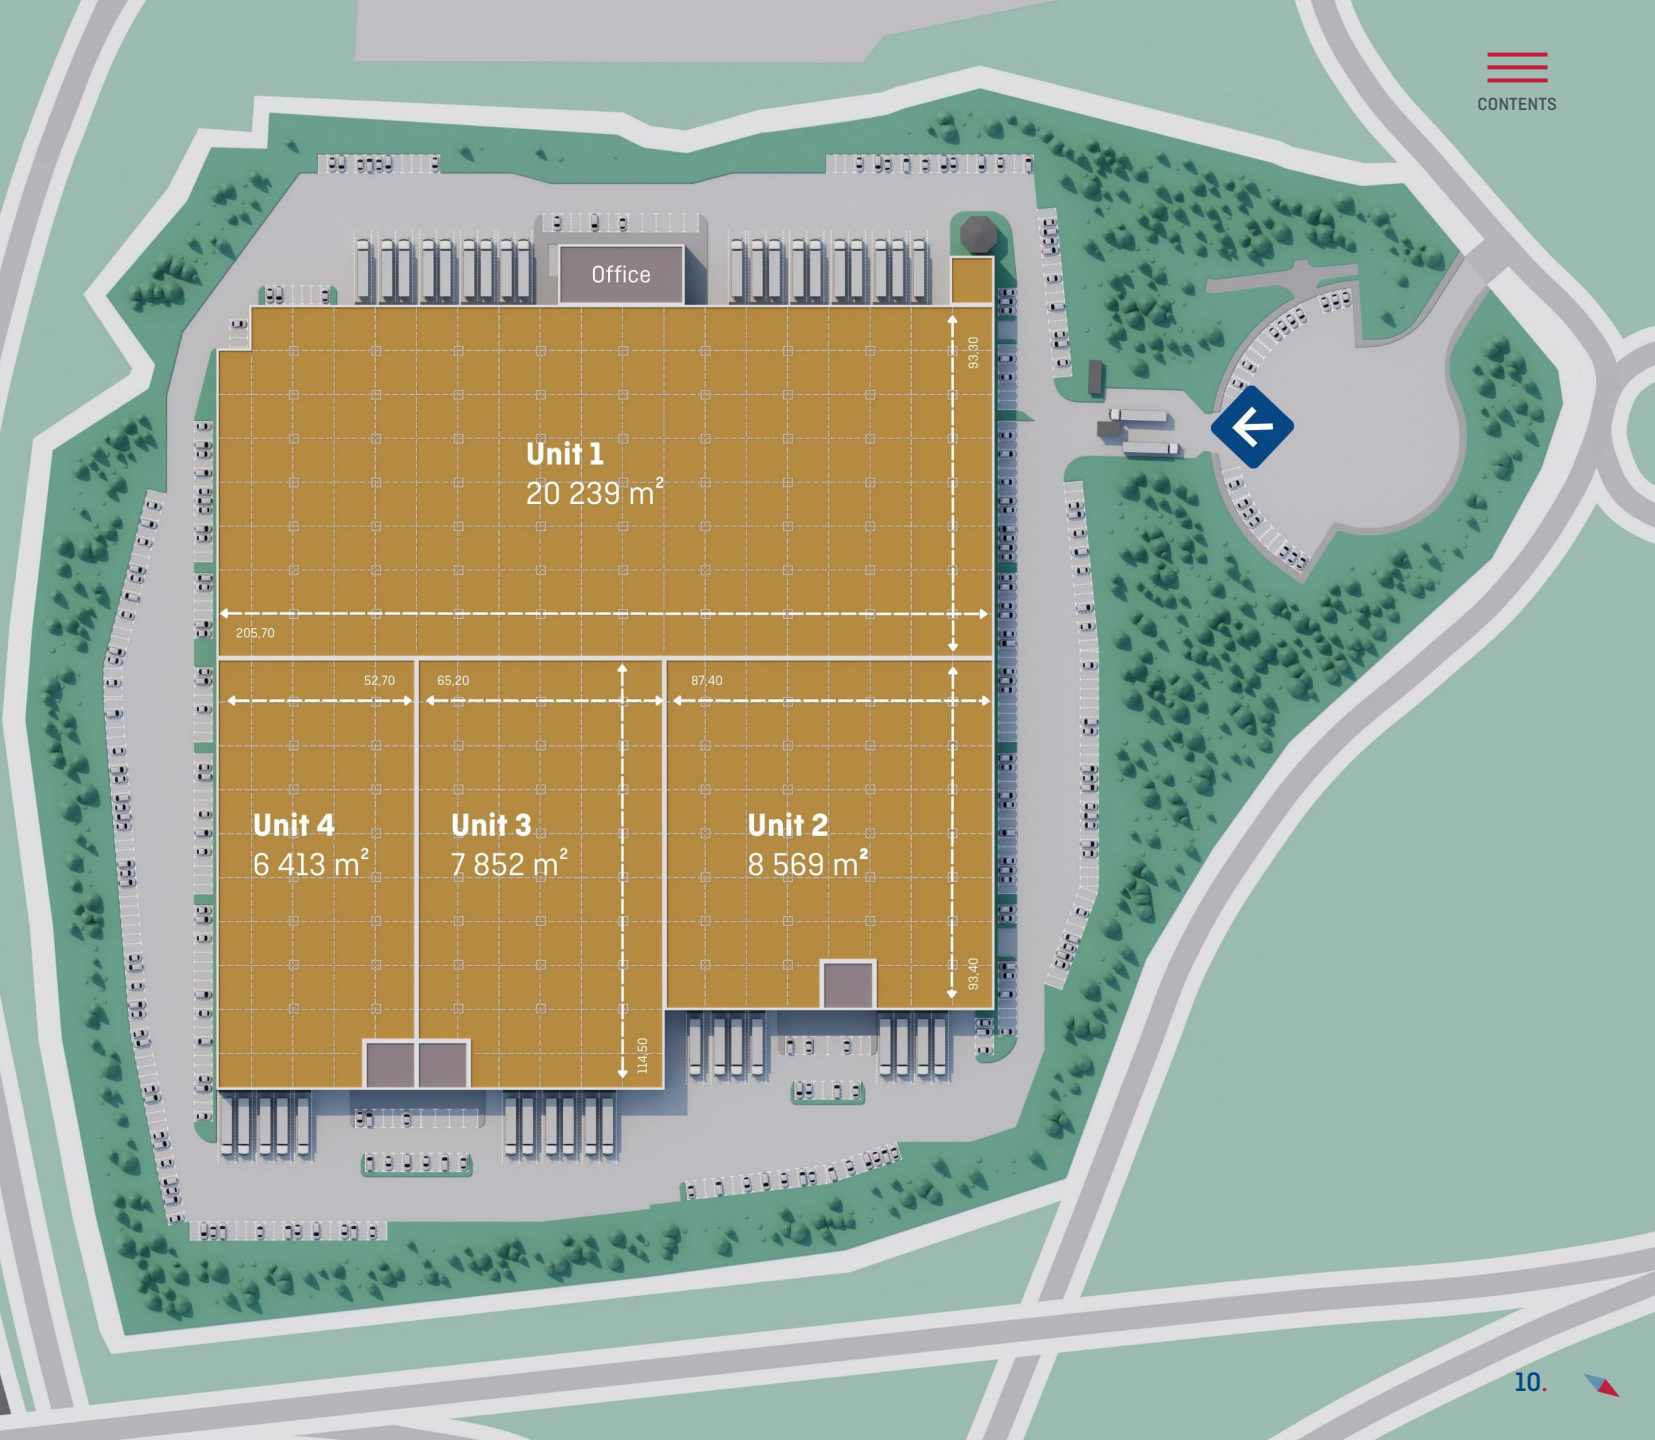 CONTENTS
Office
93,30
Unit 1
20 239 m²
205,70
52,70
65,20
87,40
Unit 4
6 413 m²
Unit 3
7 852 m²
Unit 2
8 569 m²
93,40
114,50
10.